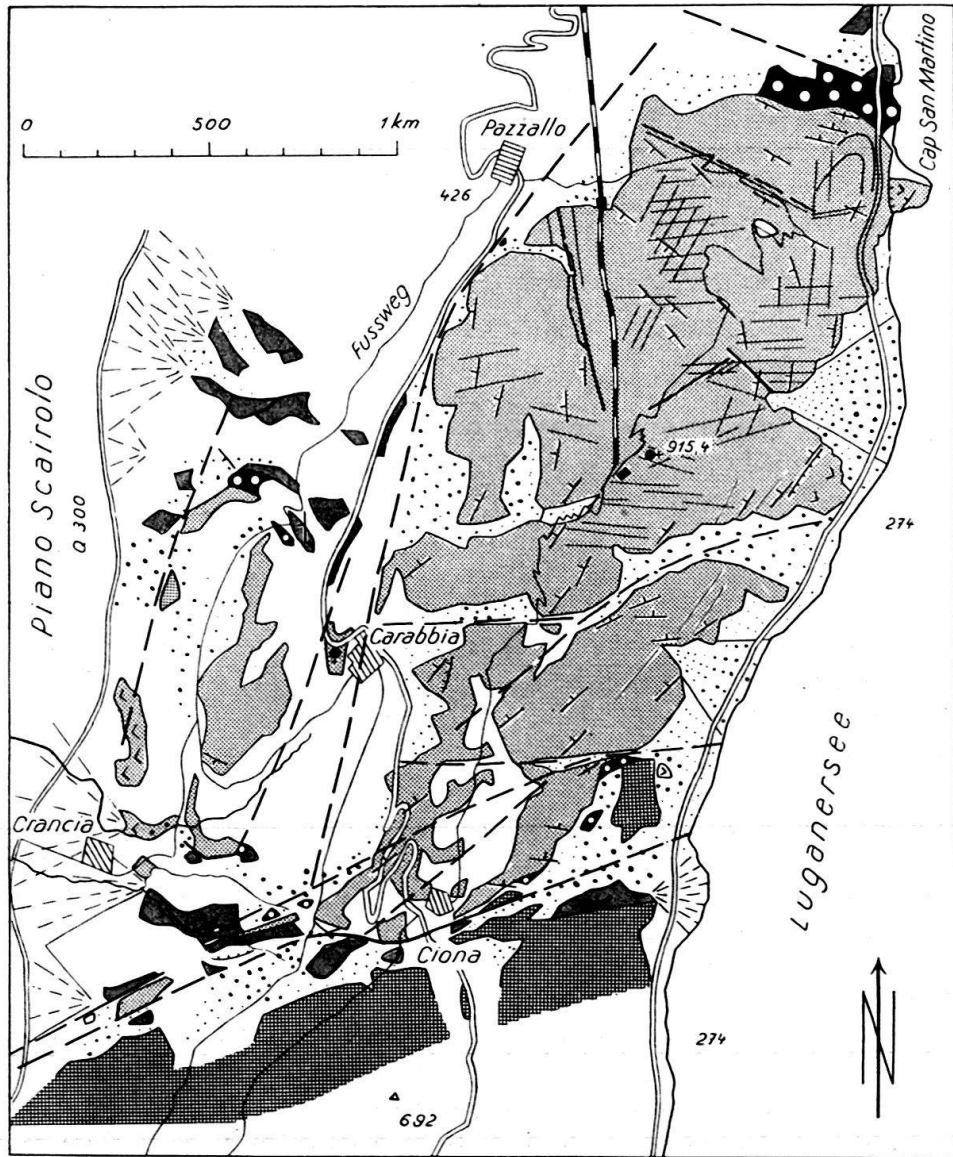 Cap San Martino
0 500 1 km
Pazzallo
426
Fussweg
Piano Scairolo
a 300
915,4
274
Carabbia
Luganersee
Grancia
Ciona
N
274
692